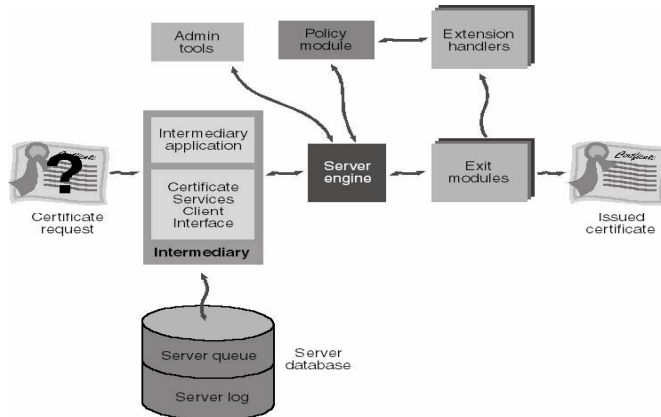 Admin
tools
Policy
module
Extension
handlers
Intermediary
application
Certificate
Services
Client
Interface
Intermediary
Server
engine
Exit
modules
Certificate
?
Certificate
request
Certificate
Issued
certificate
Server queue
Server log
Server
database